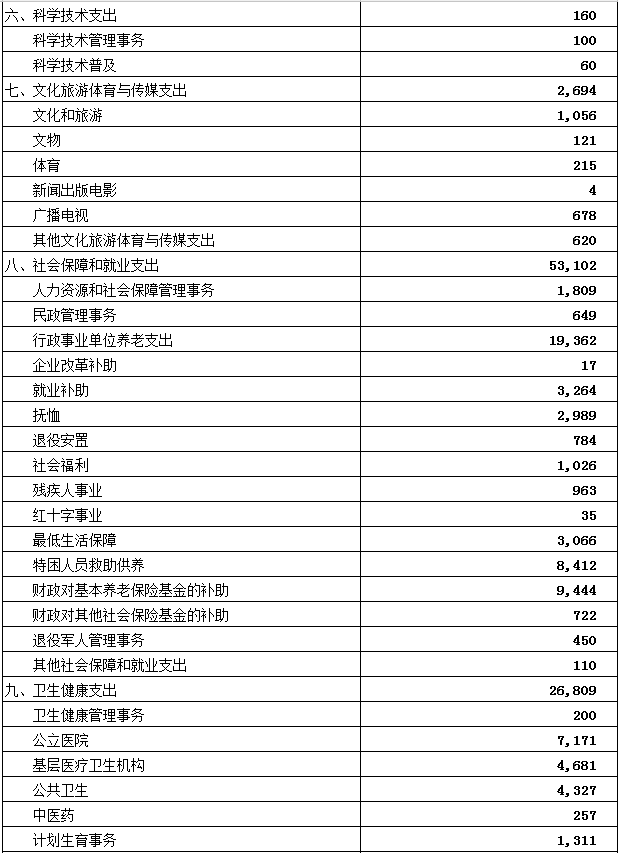 六、科学技术支出 160
科学技术管理事务 100
科学技术普及 60
七、文化旅游体育与传媒支出 2,694
文化和旅游 1,056
文物 121
体育 215
新闻出版电影 4
广播电视 678
其他文化旅游体育与传媒支出 620
八、社会保障和就业支出 53,102
人力资源和社会保障管理事务 1,809
民政管理事务 649
行政事业单位养老支出 19,362
企业改革补助 17
就业补助 3,264
抚恤 2,989
退役安置 784
社会福利 1,026
残疾人事业 963
红十字事业 35
最低生活保障 3,066
特困人员救助供养 8,412
财政对基本养老保险基金的补助 9,444
财政对其他社会保险基金的补助 722
退役军人管理事务 450
其他社会保障和就业支出 110
九、卫生健康支出 26,809
卫生健康管理事务 200
公立医院 7,171
基层医疗卫生机构 4,681
公共卫生 4,327
中医药 257
计划生育事务 1,311